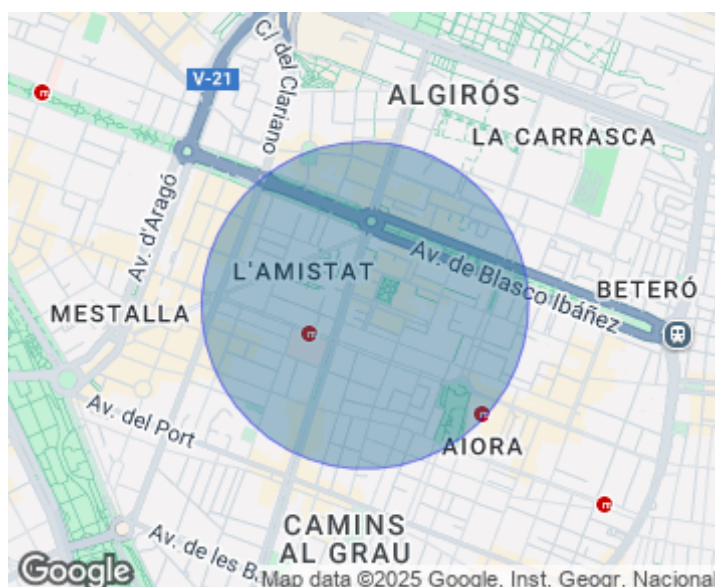 C/ del Clariano
V-21
ALGIRÓS
LA CARRASCA
Av. d'Aragó
L'AMISTAT
Av. de Blasco Ibáñez
BETERÓ
MESTALLA
Av. del Port
AIORA
CAMINS
AL GRAU
Av. de les B
Google
Map data ©2025 Google, Inst. Geogr. Nacional